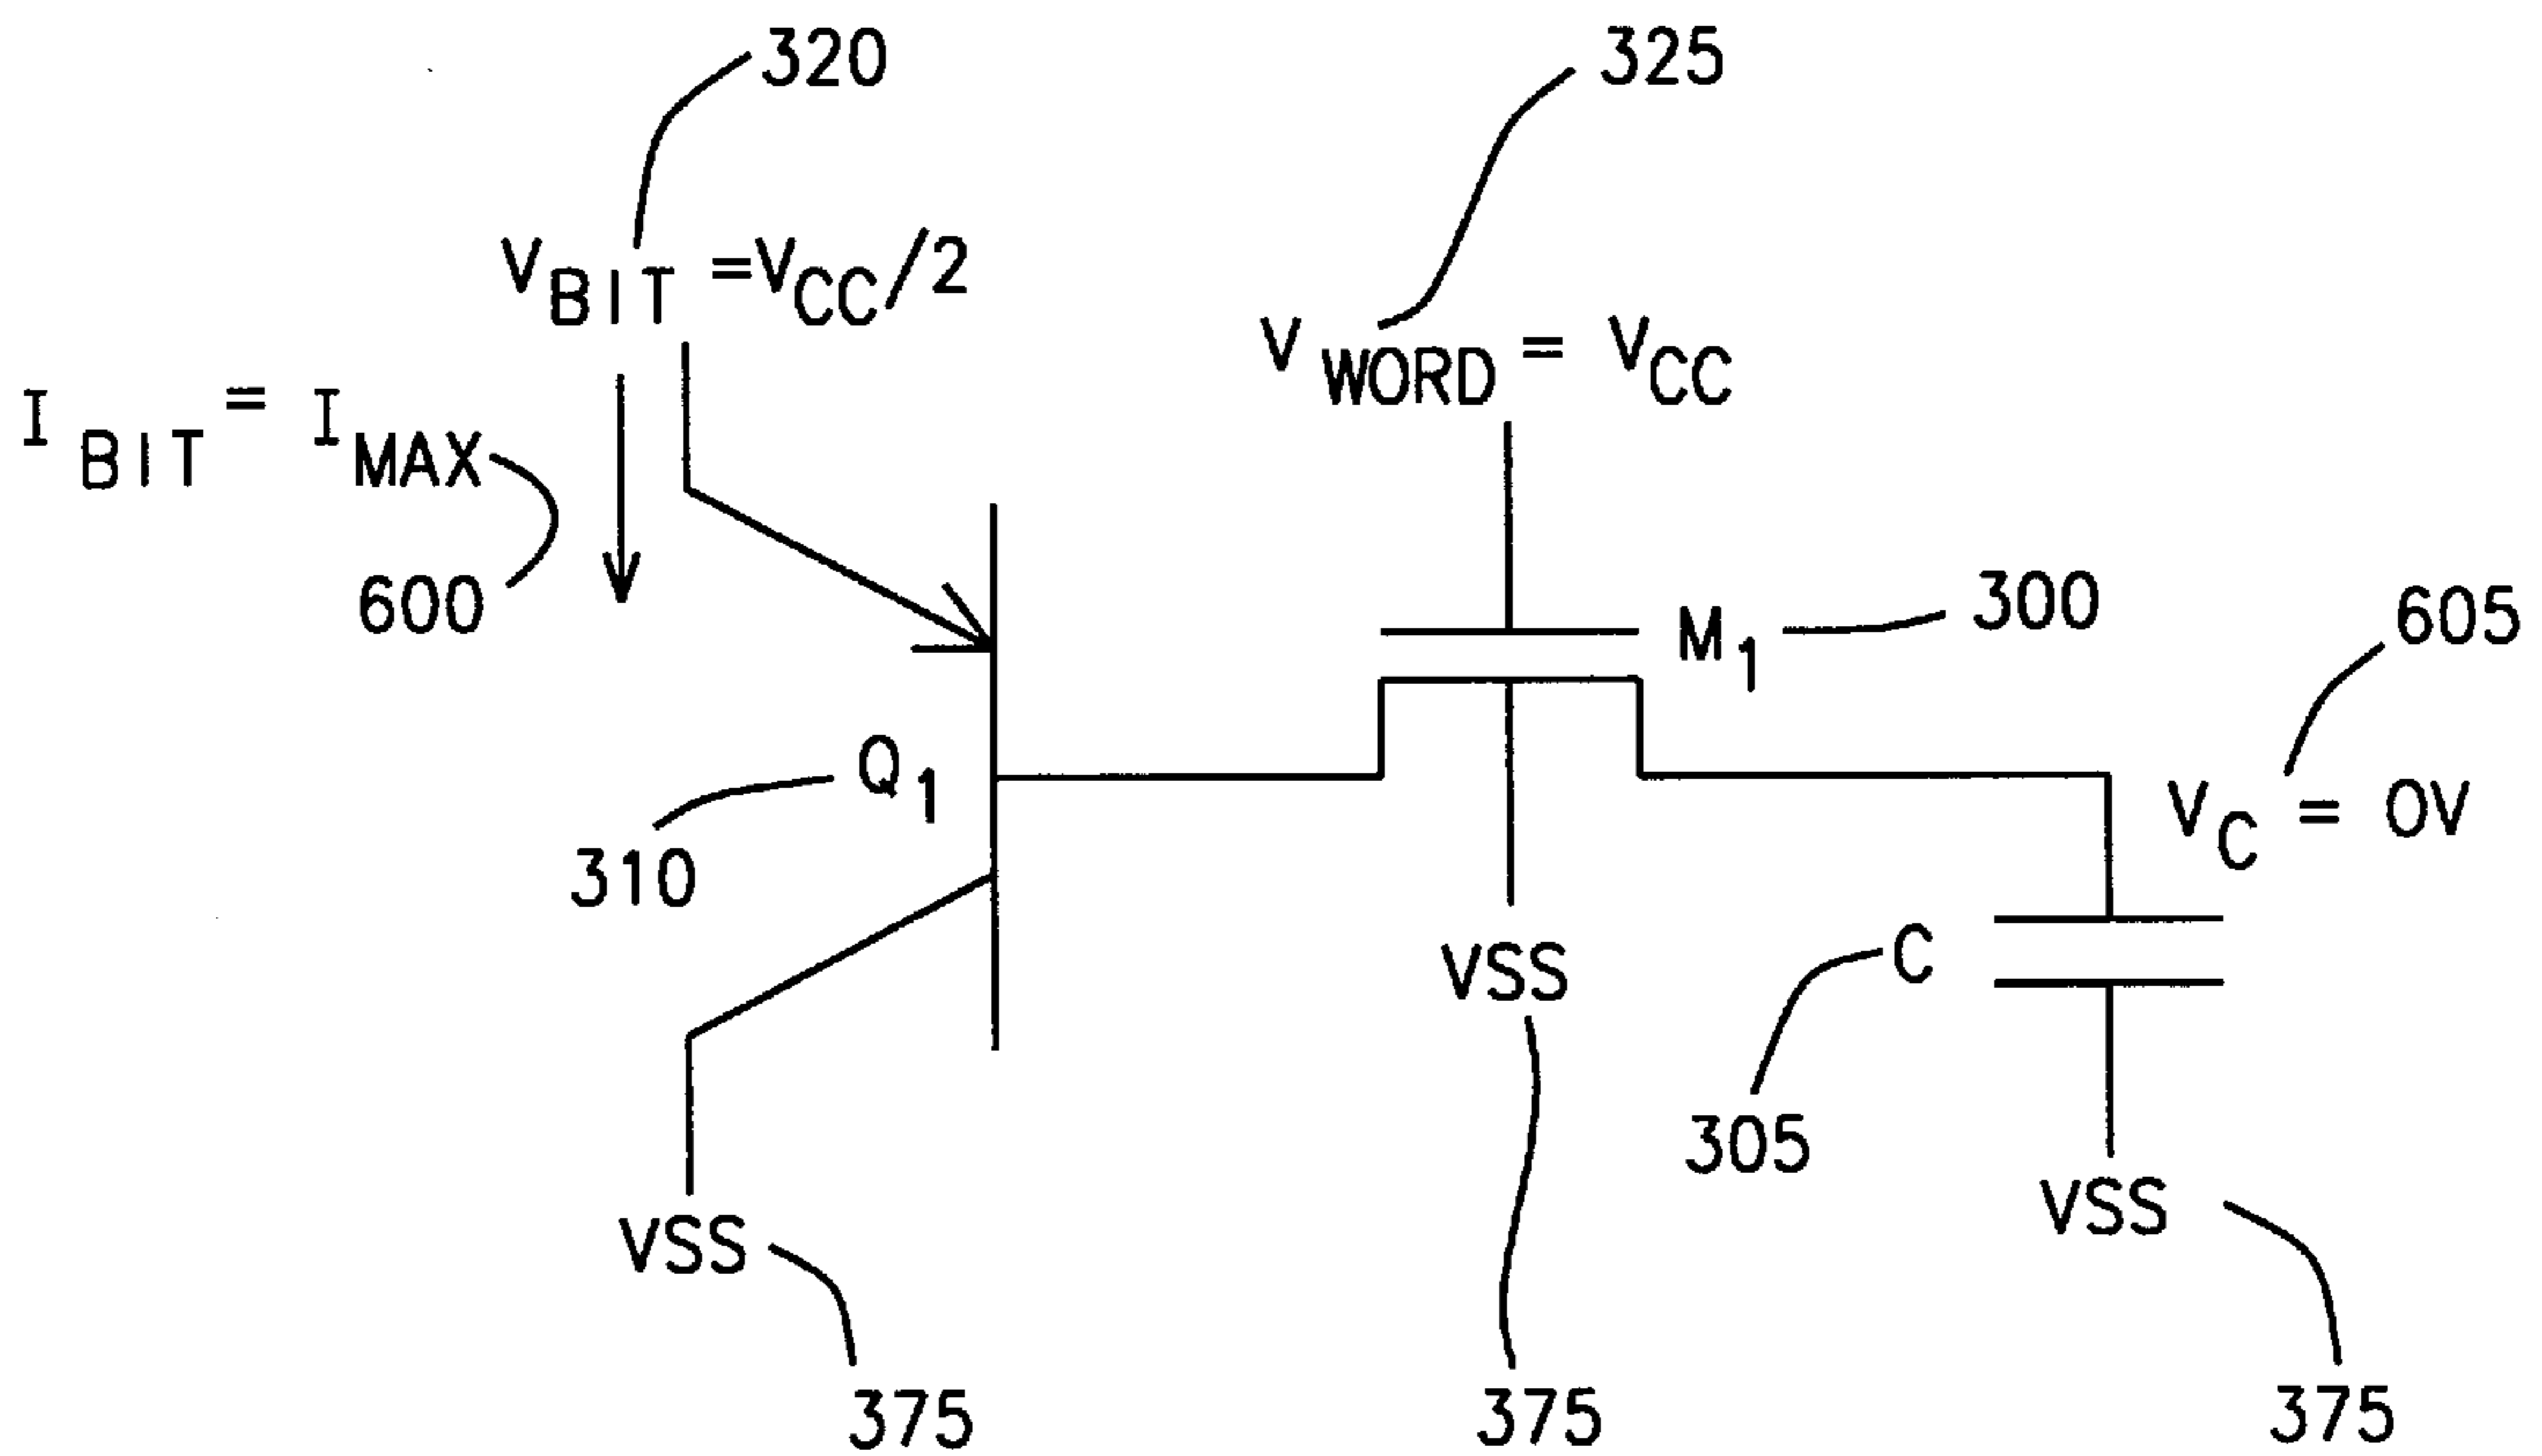 320
325
V BIT = V CC/2
V WORD = V CC
I BIT = I MAX
600
M 1
300
605
Q 1
310
V C = 0V
VSS
C
305
VSS
VSS
375
375
375